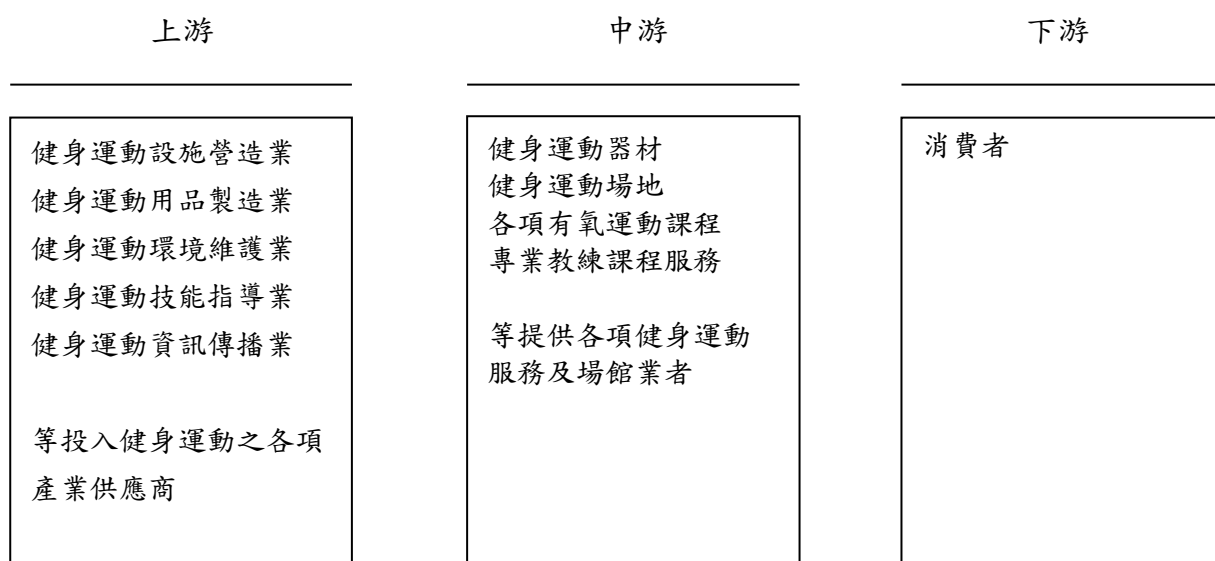 上游
中游
下游
健身運動設施營造業
健身運動用品製造業
健身運動環境維護業
健身運動技能指導業
健身運動資訊傳播業
等投入健身運動之各項
產業供應商
健身運動器材
健身運動場地
各項有氧運動課程
專業教練課程服務
等提供各項健身運動
服務及場館業者
消費者